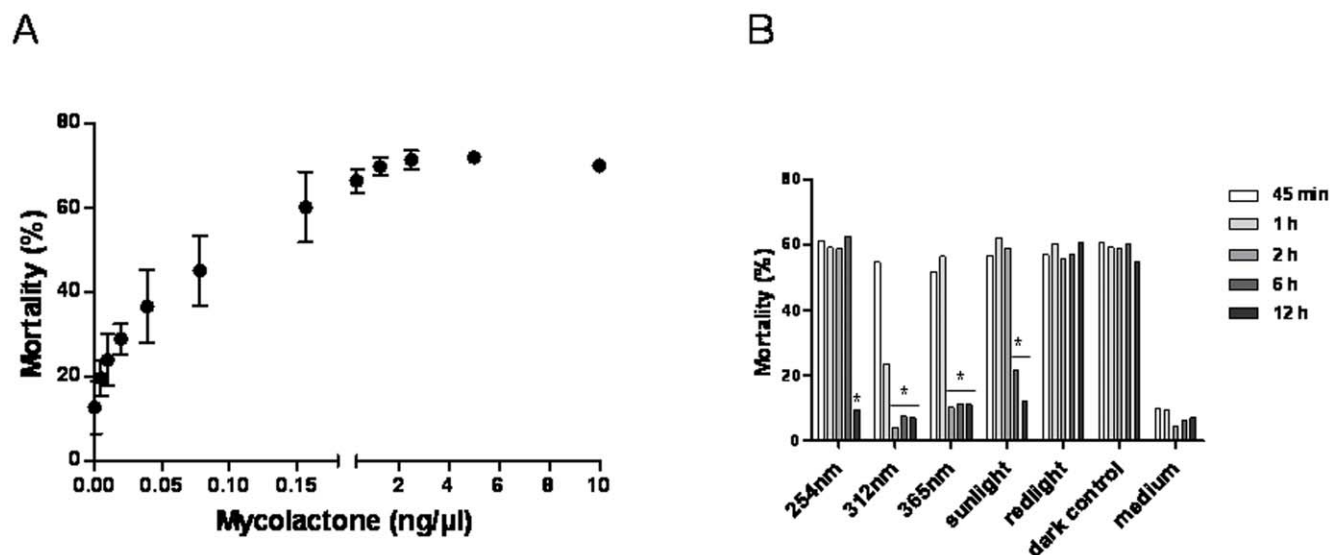 A
Mortality (%)
80
60
40
20
0
0.00 0.05 0.10 0.15 2 4 6 8 10
Mycolactone (ng/µl)
B
Mortality (%)
80
60
40
20
0
* * * *
254nm
312nm
365nm
sunlight
redlight
dark control
medium
45 min
1 h
2 h
6 h
12 h